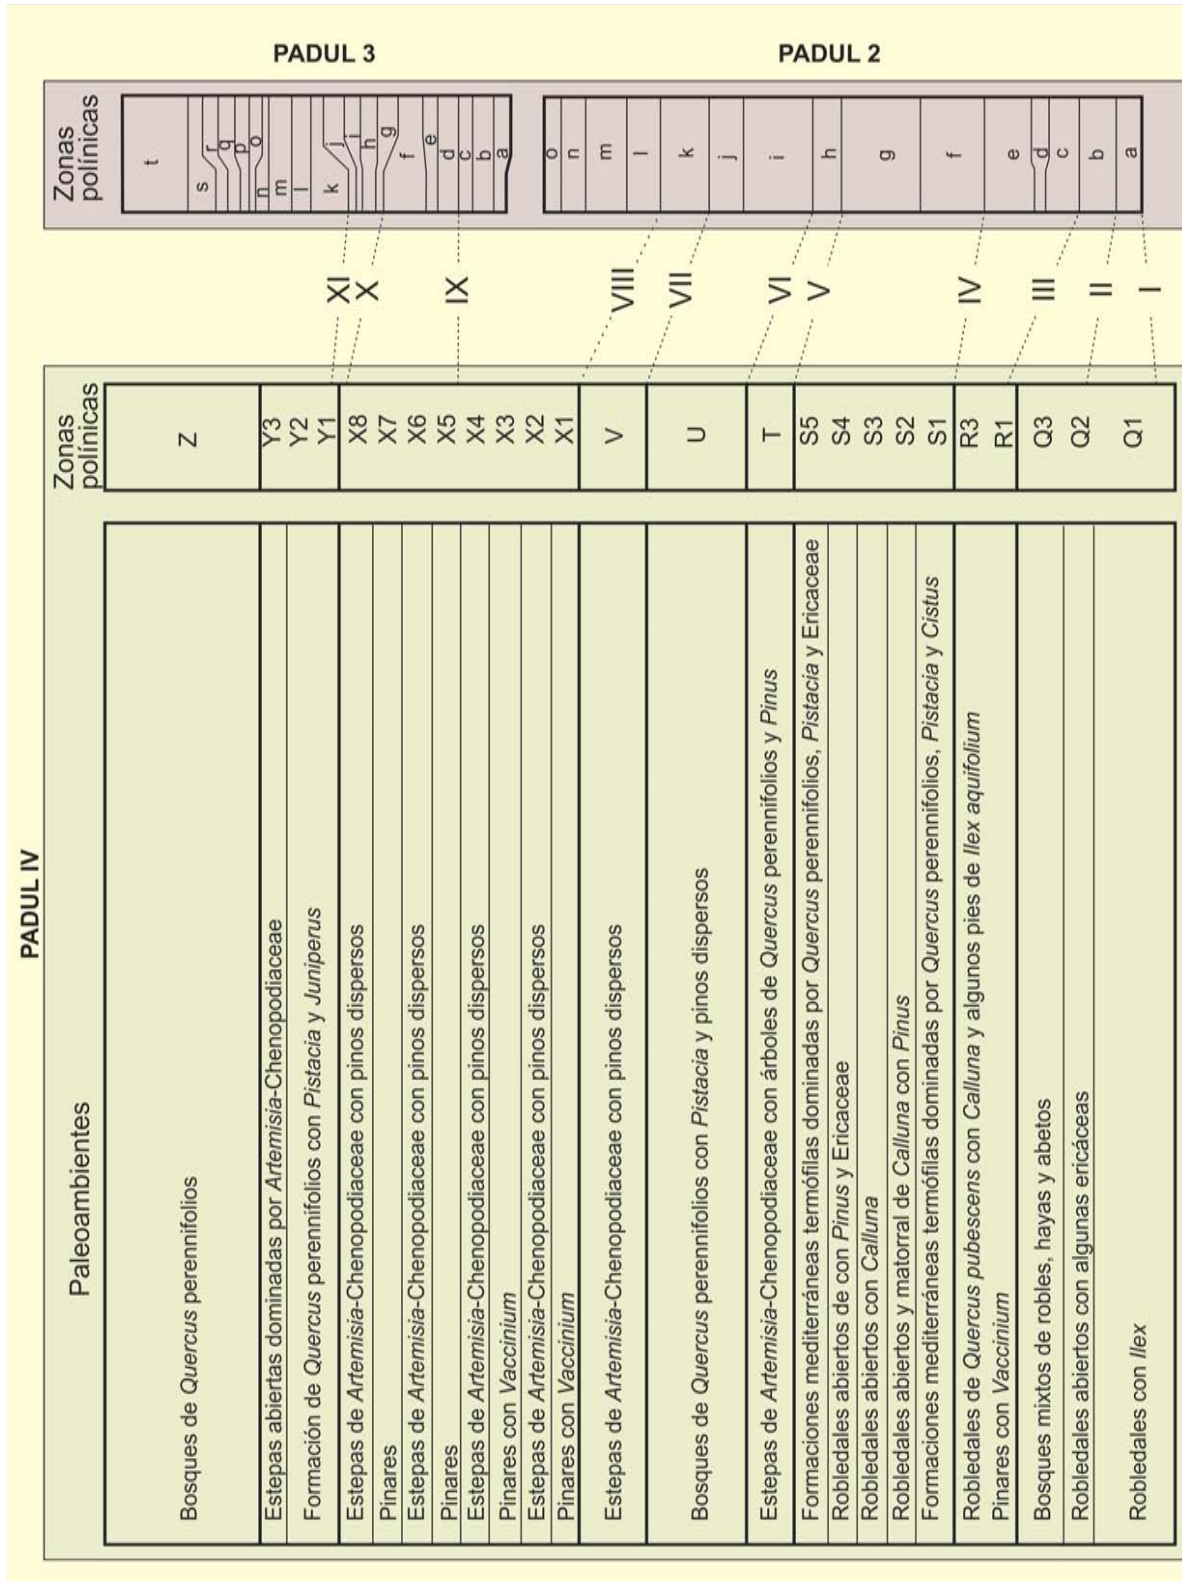 PADUL IV
Paleoambientes
Zonas
polínicas
Bosques de Quercus perennifolios
Z
Estepas abiertas dominadas por Artemisia-Chenopodiaceae
Y3
Formación de Quercus perennifolios con Pistacia y Juniperus
Y2
Y1
Estepas de Artemisia-Chenopodiaceae con pinos dispersos
X8
Pinares
X7
Estepas de Artemisia-Chenopodiaceae con pinos dispersos
X6
Pinares
X5
Estepas de Artemisia-Chenopodiaceae con pinos dispersos
X4
Pinares con Vaccinium
X3
Estepas de Artemisia-Chenopodiaceae con pinos dispersos
X2
Pinares con Vaccinium
X1
Estepas de Artemisia-Chenopodiaceae con pinos dispersos
V
Bosques de Quercus perennifolios con Pistacia y pinos dispersos
U
Estepas de Artemisia-Chenopodiaceae con árboles de Quercus perennifolios y Pinus
T
Formaciones mediterráneas termófilas dominadas por Quercus perennifolios, Pistacia y Ericaceae
S5
Robledales abiertos de con Pinus y Ericaceae
S4
Robledales abiertos con Calluna
S3
Robledales abiertos y matorral de Calluna con Pinus
S2
Formaciones mediterráneas termófilas dominadas por Quercus perennifolios, Pistacia y Cistus
S1
Robledales de Quercus pubescens con Calluna y algunos pies de Ilex aquifolium
R3
Pinares con Vaccinium
R1
Bosques mixtos de robles, hayas y abetos
Q3
Robledales abiertos con algunas ericáceas
Q2
Robledales con Ilex
Q1
XI
X
IX
VIII
VII
VI
V
IV
III
II
I
Zonas
polínicas
PADUL 3
t
s
r
q
p
o
n
m
l
k
j
i
h
g
f
e
d
c
b
a
PADUL 2
o
n
m
l
k
j
i
h
g
f
e
d
c
b
a